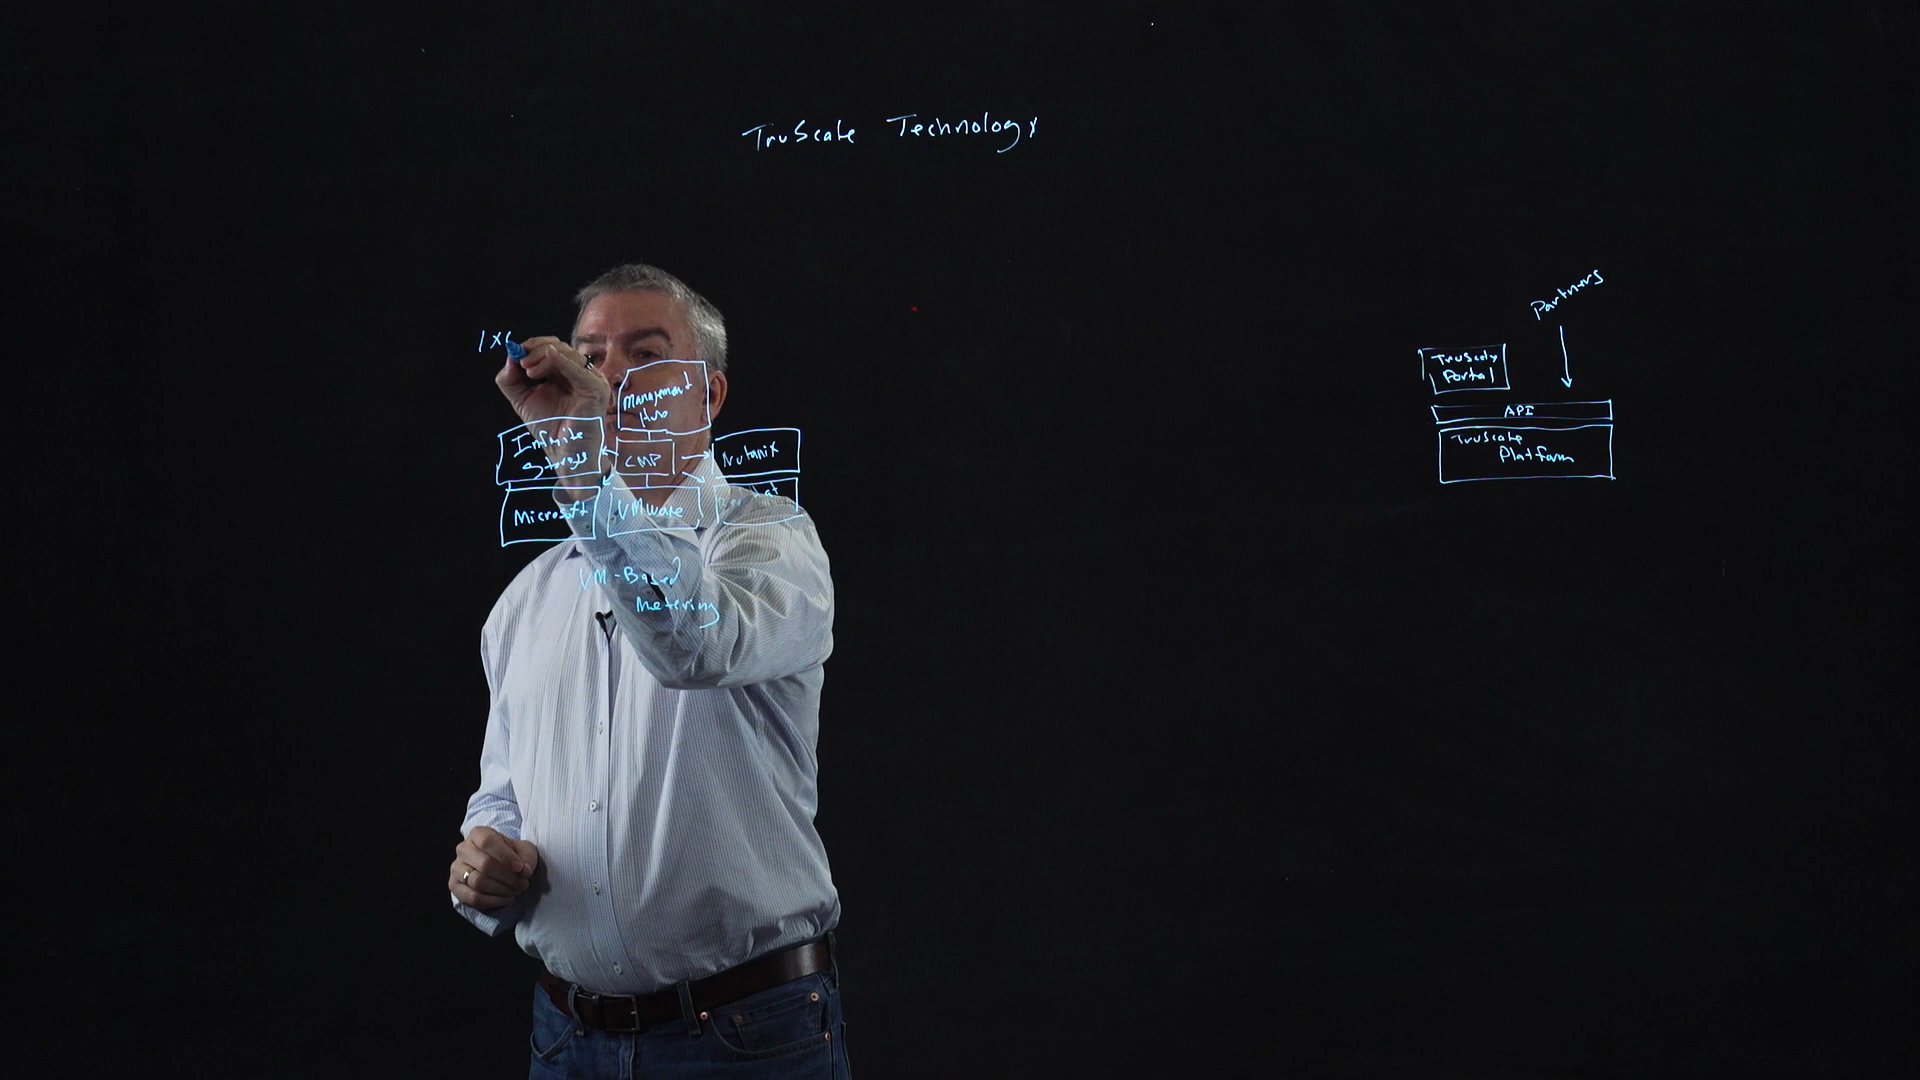 TruScale Technology
1xc
Management
Hub
Infinite
Storage
CMP
Nutanix
Microsoft
VMware
VM-Based
Metering
Partners
TruScale
Portal
API
TruScale
Platform